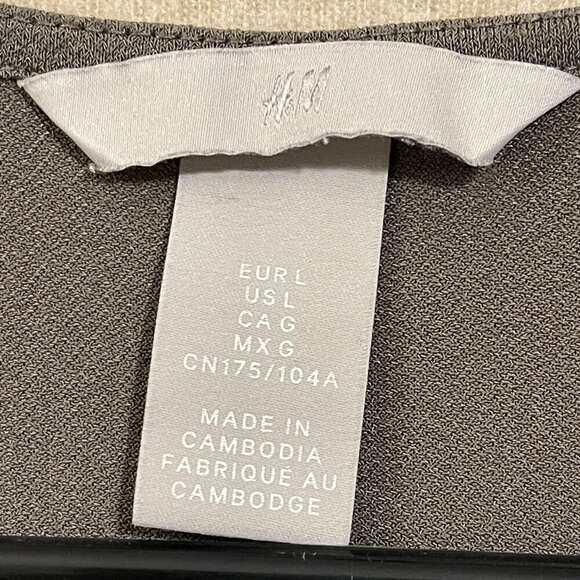 H&M
EUR L
US L
CA G
MX G
CN175/104A
MADE IN
CAMBODIA
FABRIQUÉ AU
CAMBODGE